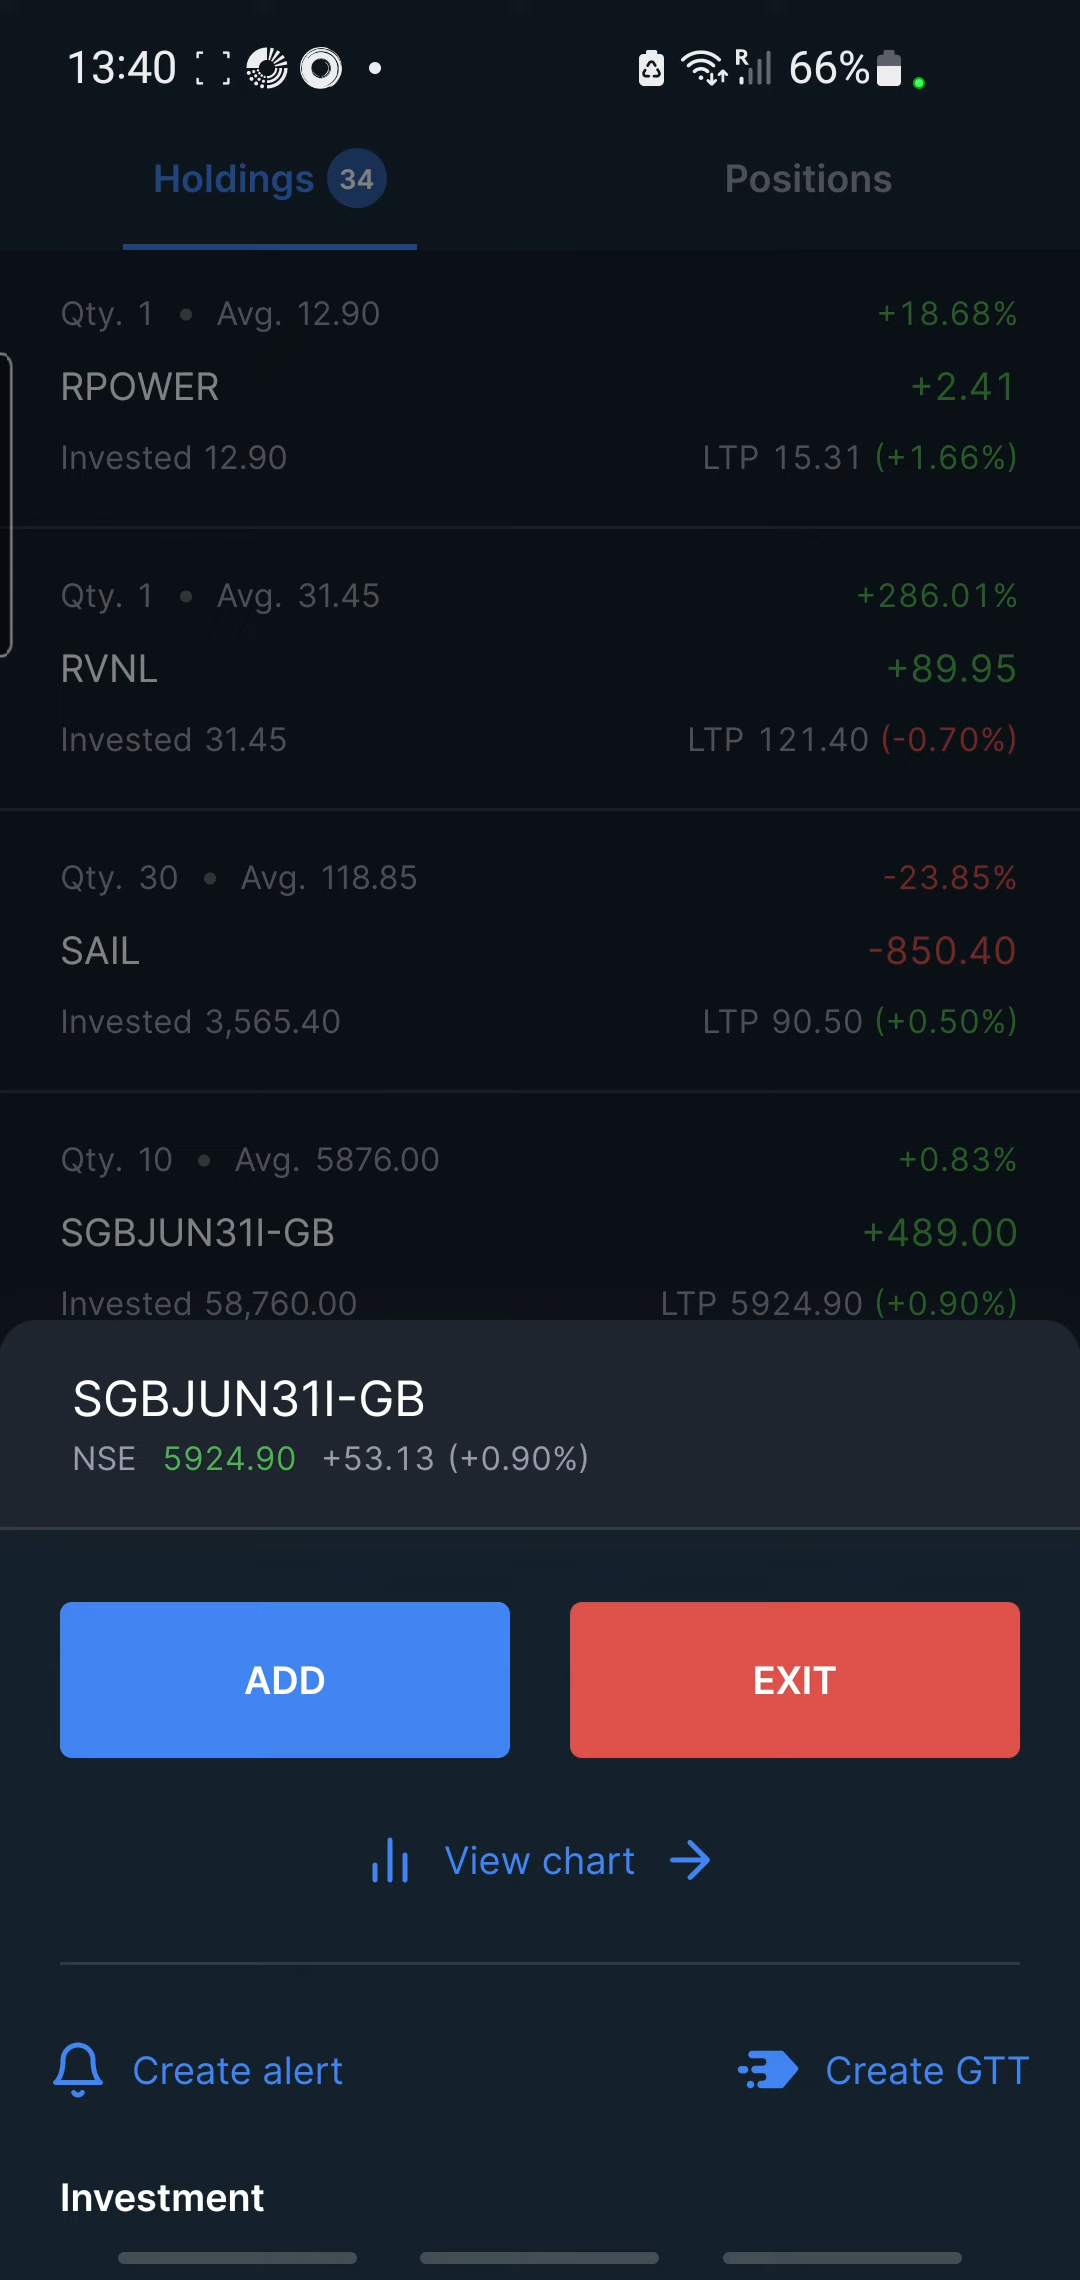 13:40
R
66%
Holdings 34
Positions
Qty. 1 • Avg. 12.90
+18.68%
RPOWER
+2.41
Invested 12.90
LTP 15.31 (+1.66%)
Qty. 1 • Avg. 31.45
+286.01%
RVNL
+89.95
Invested 31.45
LTP 121.40 (-0.70%)
Qty. 30 • Avg. 118.85
-23.85%
SAIL
-850.40
Invested 3,565.40
LTP 90.50 (+0.50%)
Qty. 10 • Avg. 5876.00
+0.83%
SGBJUN31I-GB
+489.00
Invested 58,760.00
LTP 5924.90 (+0.90%)
SGBJUN31I-GB
NSE 5924.90 +53.13 (+0.90%)
ADD
EXIT
View chart
Create alert
Create GTT
Investment